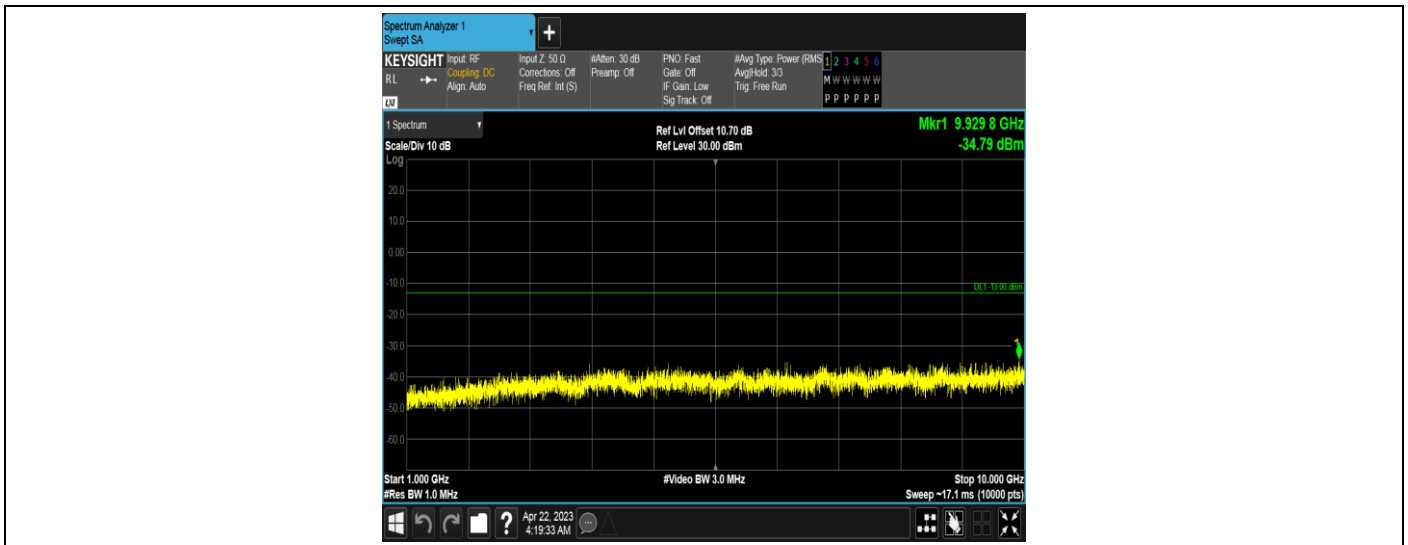 Spectrum Analyzer 1
Swept SA
+
KEYSIGHT
RL
LXI
Input: RF
Coupling: DC
Align: Auto
Input Z: 50 Ω
Corrections: Off
Freq Ref: Int (S)
#Atten: 30 dB
Preamp: Off
PNO: Fast
Gate: Off
IF Gain: Low
Sig Track: Off
#Avg Type: Power (RMS
Avg|Hold: 3/3
Trig: Free Run
1 2 3 4 5 6
M W W W W W
P P P P P P
1 Spectrum
Scale/Div 10 dB
Log
Ref Lvl Offset 10.70 dB
Ref Level 30.00 dBm
Mkr1 9.929 8 GHz
-34.79 dBm
20.0
10.0
0.00
-10.0
DL1 -13.00 dBm
-20.0
-30.0
1
-40.0
-50.0
-60.0
Start 1.000 GHz
#Res BW 1.0 MHz
#Video BW 3.0 MHz
Stop 10.000 GHz
Sweep ~17.1 ms (10000 pts)
?
Apr 22, 2023
4:19:33 AM